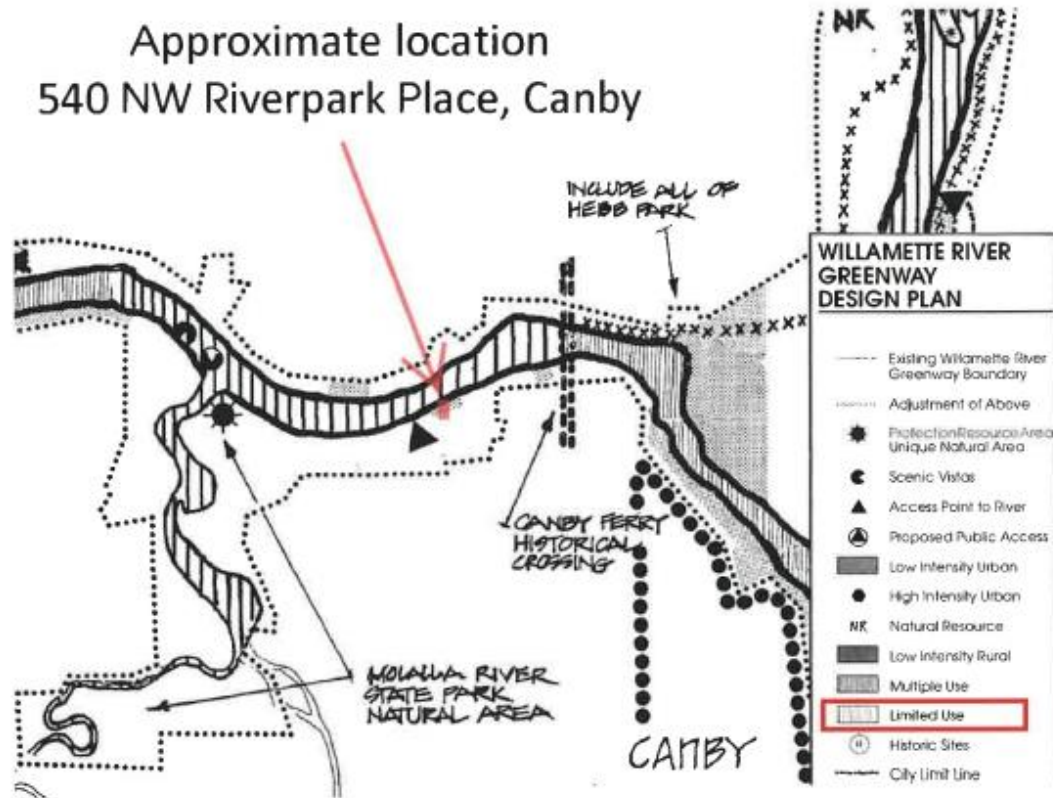 Approximate location
540 NW Riverpark Place, Canby
NR
INCLUDE ALL OF
HEBB PARK
CANBY FERRY
HISTORICAL
CROSSING
MOLALLA RIVER
STATE PARK
NATURAL AREA
CANBY
WILLAMETTE RIVER
GREENWAY
DESIGN PLAN
Existing Willamette River
Greenway Boundary
Adjustment of Above
Protection Resource Area
Unique Natural Area
Scenic Vistas
Access Point to River
Proposed Public Access
Low Intensity Urban
High Intensity Urban
NR Natural Resource
Low Intensity Rural
Multiple Use
Limited Use
H Historic Sites
City Limit Line